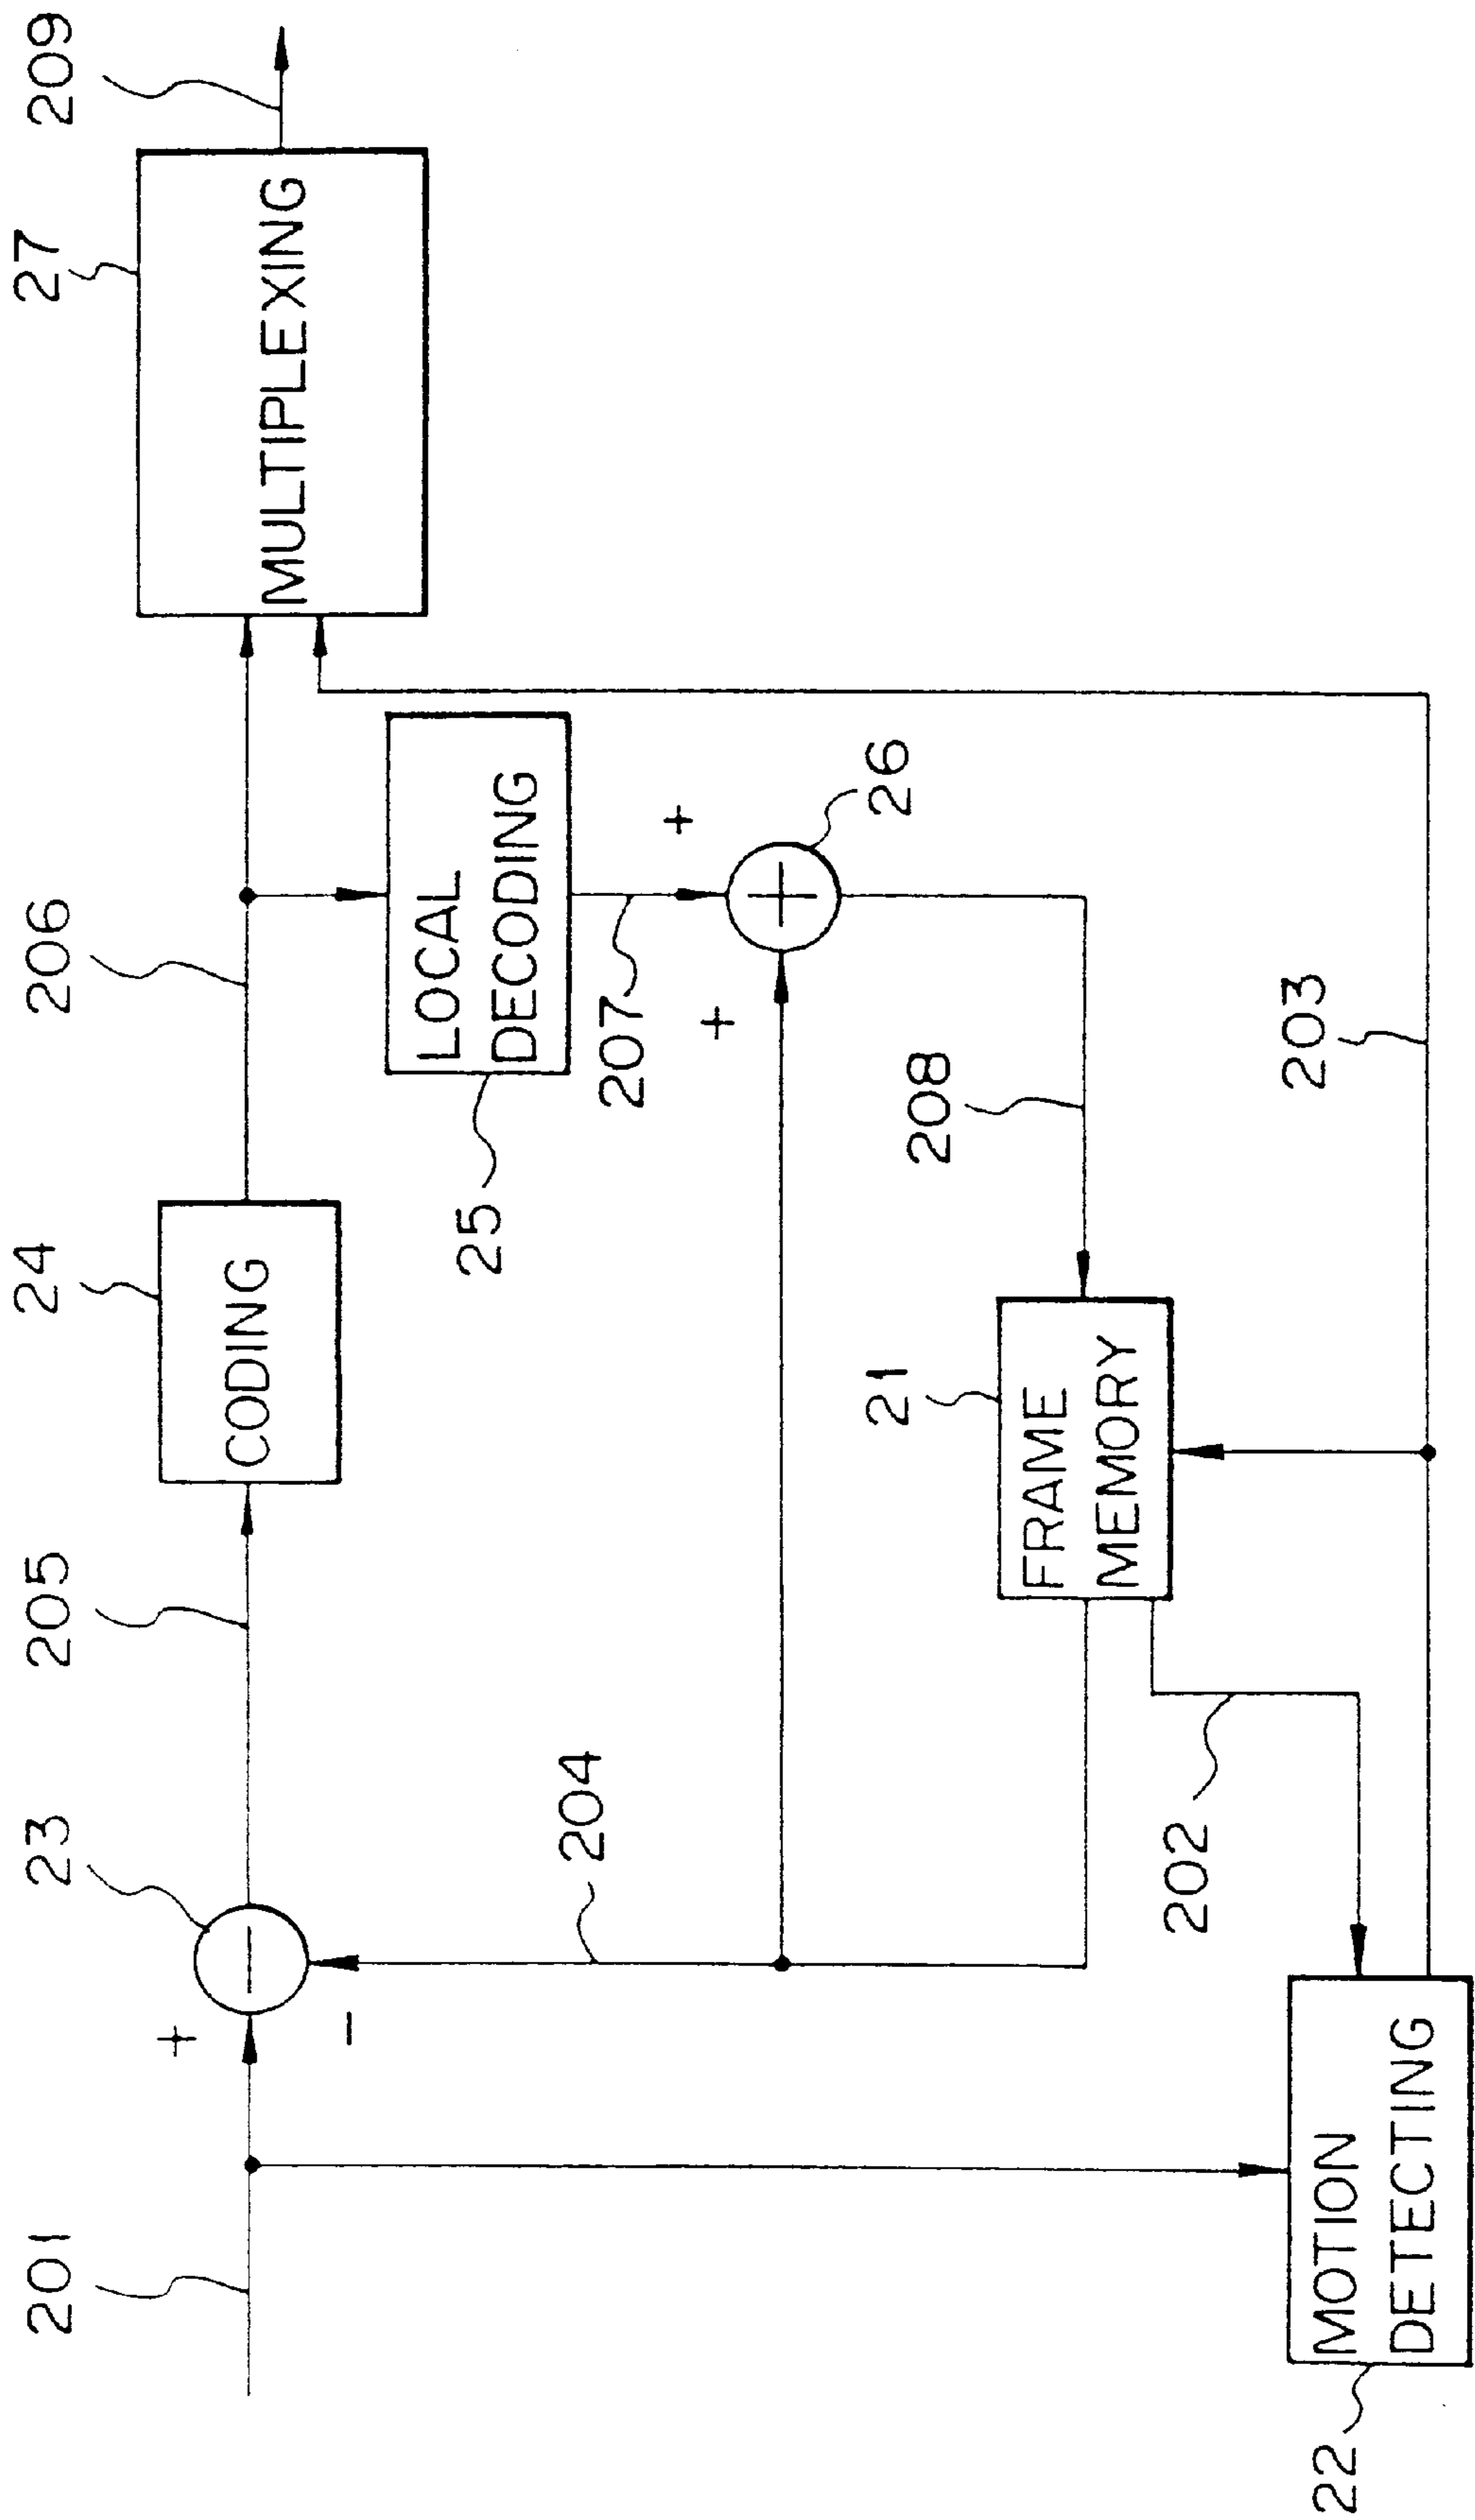 201
23
205
24
206
27
209
+
-
-
CODING
MULTIPLEXING
204
25
LOCAL
DECODING
207
+
+
+
26
21
208
FRAME
MEMORY
202
203
22
MOTION
DETECTING